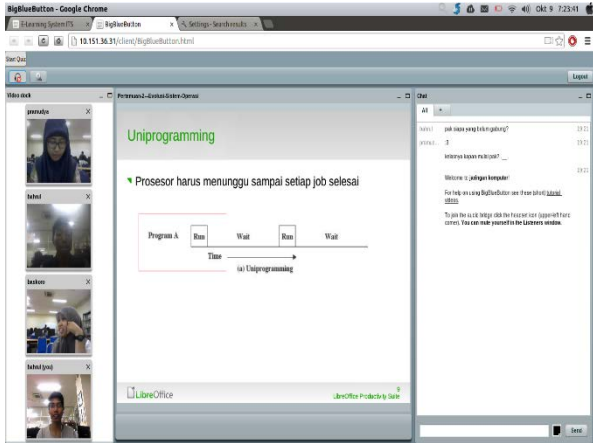 BigBlueButton - Google Chrome
Okt 9 7:23:41
E-Learning System ITS
BigBlueButton
Settings - Search results
10.151.36.31/client/BigBlueButton.html
Start Quiz
Logout
Video dock
Pertemuan2--Evolusi-Sistem-Operasi
Uniprogramming
Prosesor harus menunggu sampai setiap job selesai
Program A
Run
Wait
Run
Wait
Time
(a) Uniprogramming
LibreOffice
LibreOffice Productivity Suite
Chat
All
+
pak siapa yang belum gabung?
:3
Welcome to jaringan komputer!
For help on using BigBlueButton see these (short) tutorial
videos.
To join the audio bridge click the headset icon (upper-left hand
corner). You can mute yourself in the Listeners window.
Send